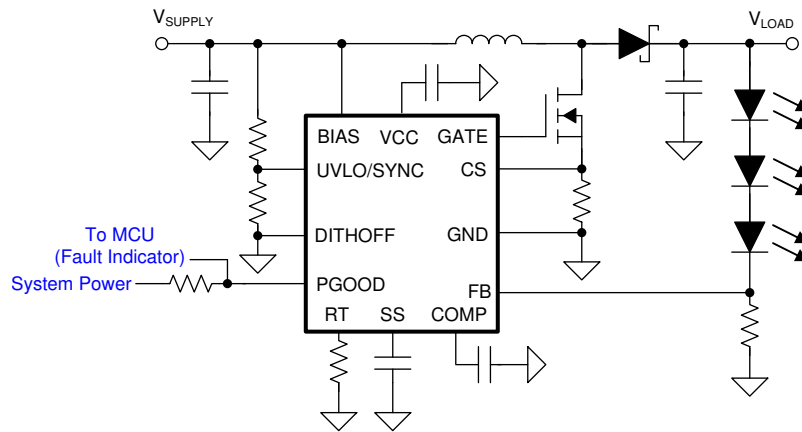 VSUPPLY
VLOAD
BIAS
VCC
GATE
UVLO/SYNC
CS
DITHOFF
GND
To MCU
(Fault Indicator)
System Power
PGOOD
FB
RT
SS
COMP